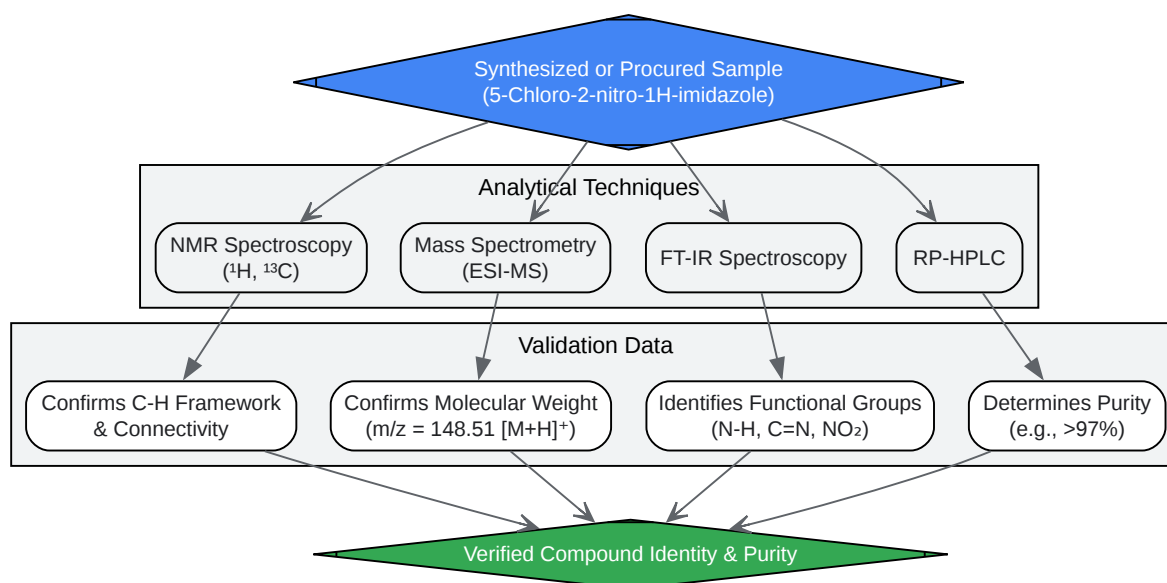 Synthesized or Procured Sample
(5-Chloro-2-nitro-1H-imidazole)
Analytical Techniques
NMR Spectroscopy
(¹H, ¹³C)
Mass Spectrometry
(ESI-MS)
FT-IR Spectroscopy
RP-HPLC
Validation Data
Confirms C-H Framework
& Connectivity
Confirms Molecular Weight
(m/z = 148.51 [M+H]⁺)
Identifies Functional Groups
(N-H, C=N, NO₂)
Determines Purity
(e.g., >97%)
Verified Compound Identity & Purity